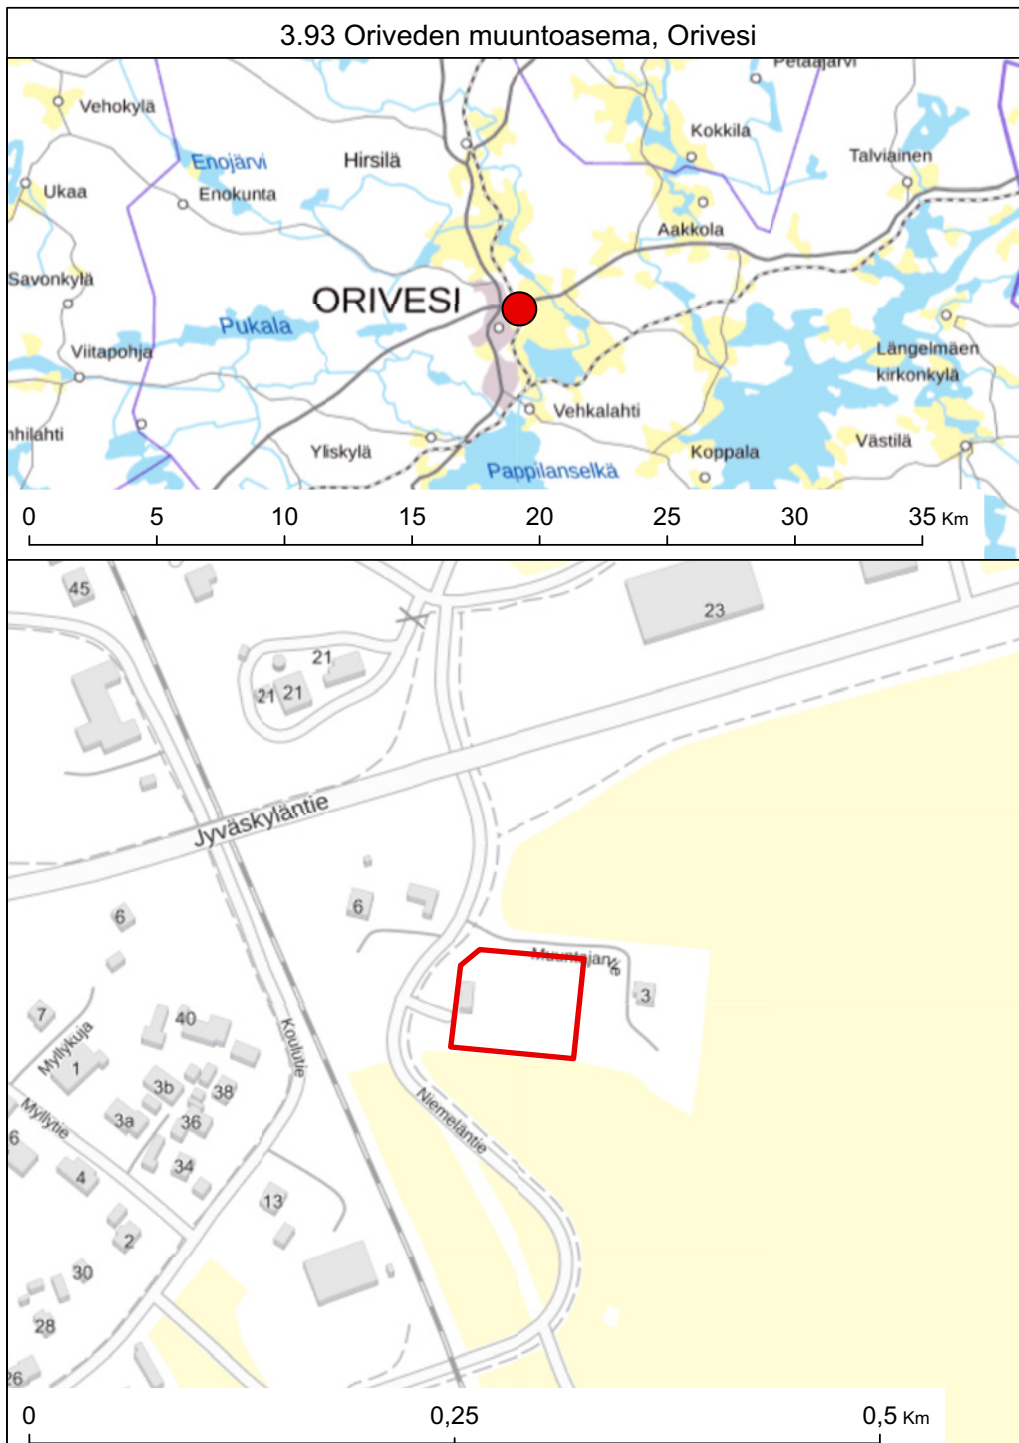 3.93 Oriveden muuntoasema, Orivesi
Petäjäjärvi
Vehokylä
Kokkila
Enojärvi
Hirsilä
Talviainen
Ukaa
Enokunta
Aakkola
Savonkylä
ORIVESI
Pukala
Viitapohja
Längelmäen
kirkonkylä
Vehkalahti
nhilahti
Yliskylä
Koppala
Västilä
Pappilanselkä
0 5 10 15 20 25 30 35 Km
45
23
21
21
21
Jyväskyläntie
6
6
Muuntajantie
3
7
40
Myllykuja
Koulutie
1
3b
38
Niemeläntie
Myllytie
3a
36
6
34
4
13
2
30
28
26
0 0,25 0,5 Km